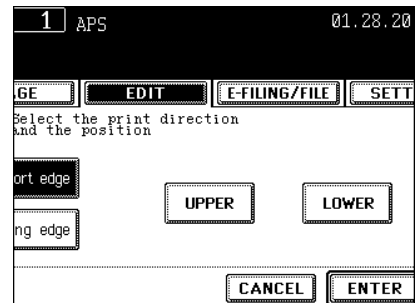 1 APS 01.28.20
GE EDIT E-FILING/FILE SETT
Select the print direction
and the position
ort edge
UPPER LOWER
ng edge
CANCEL ENTER